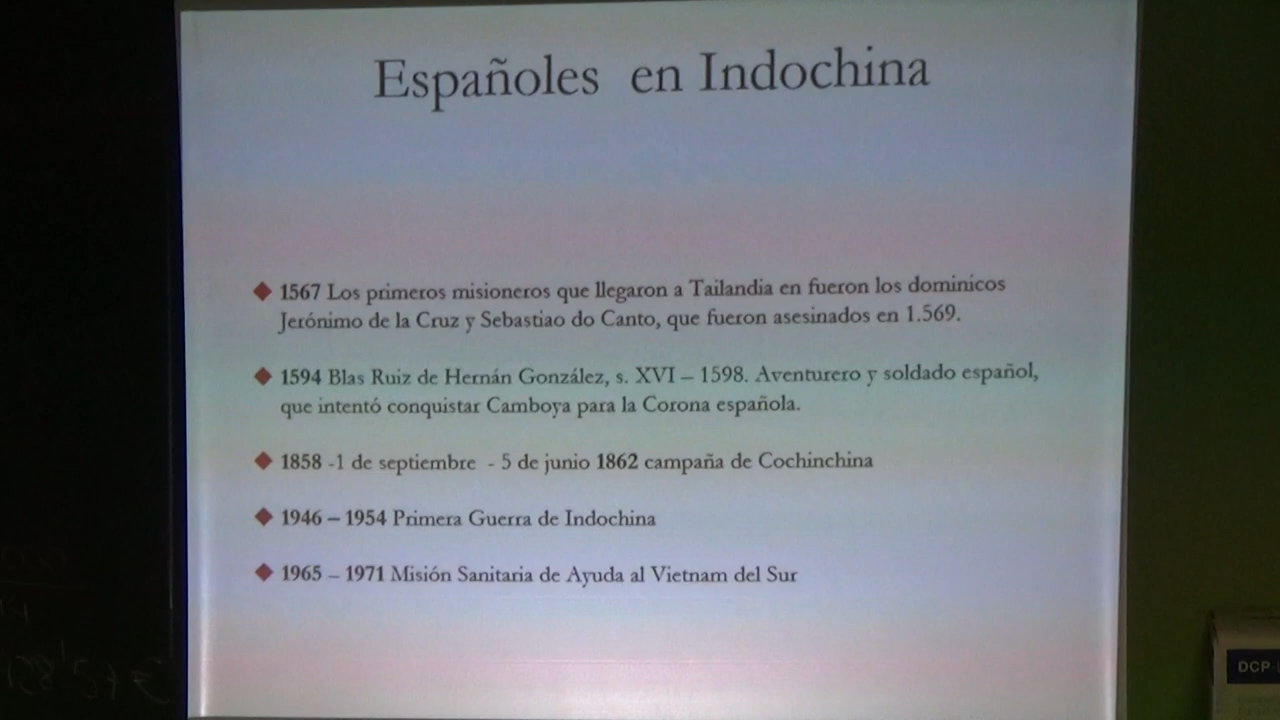 Españoles en Indochina
1567 Los primeros misioneros que llegaron a Tailandia en fueron los dominicos
Jerónimo de la Cruz y Sebastiao do Canto, que fueron asesinados en 1.569.
1594 Blas Ruiz de Hernán González, s. XVI – 1598. Aventurero y soldado español,
que intentó conquistar Camboya para la Corona española.
1858 -1 de septiembre - 5 de junio 1862 campaña de Cochinchina
1946 – 1954 Primera Guerra de Indochina
1965 – 1971 Misión Sanitaria de Ayuda al Vietnam del Sur
DCP